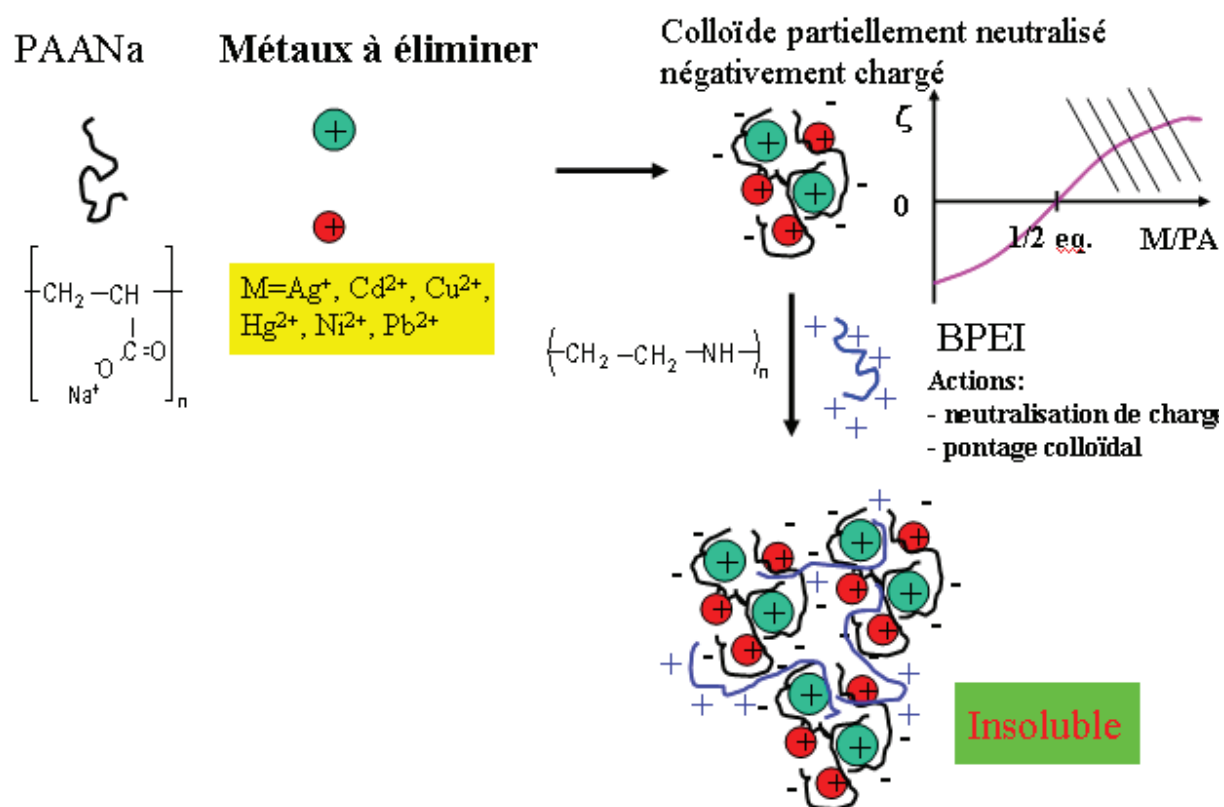 PAANa
Métaux à éliminer
Colloïde partiellement neutralisé
négativement chargé
ζ
0
1/2 eq.
M/PA
CH2 CH
C=O
O
Na+
n
M=Ag+, Cd2+, Cu2+,
Hg2+, Ni2+, Pb2+
(CH2 — CH2 — NH)n
BPEI
Actions:
- neutralisation de charge
- pontage colloïdal
Insoluble